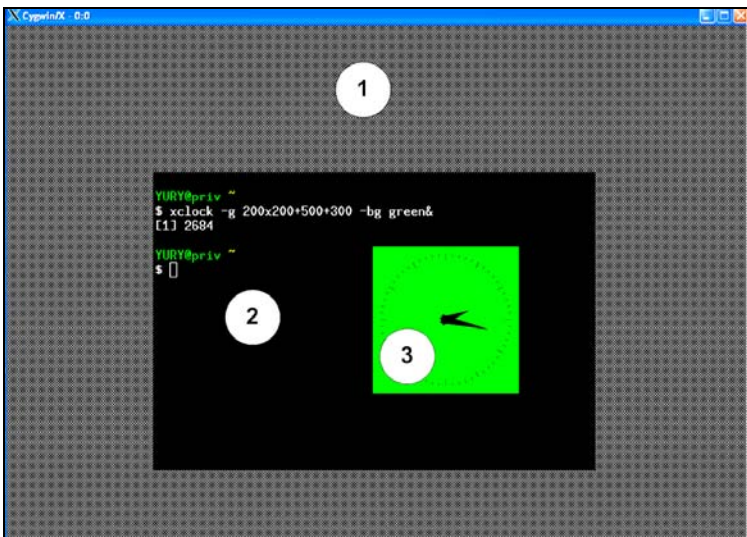 Cygwin/X - 0:0
1
YURY@priv ~
$ xclock -g 200x200+500+300 -bg green&
[1] 2684
YURY@priv ~
$
2
3